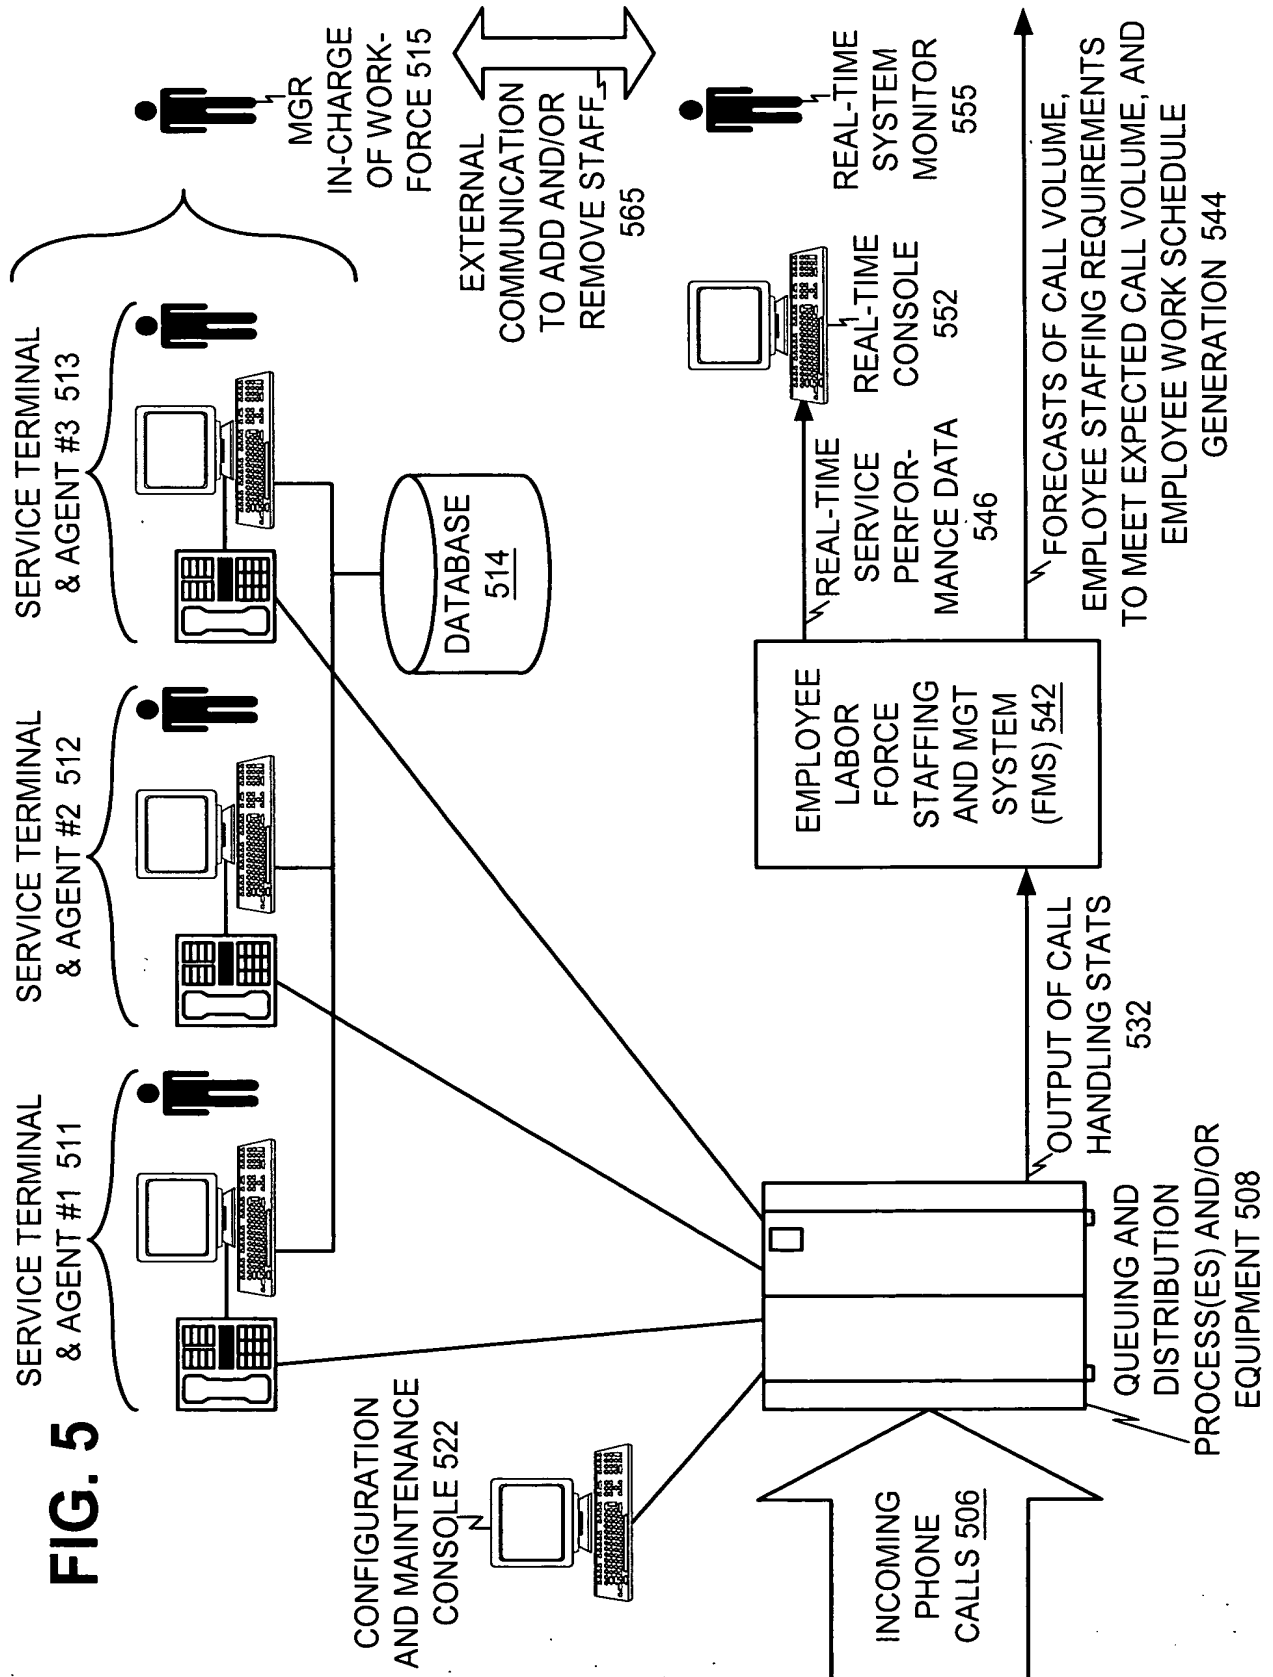 FIG. 5
SERVICE TERMINAL
& AGENT #1 511
SERVICE TERMINAL
& AGENT #2 512
SERVICE TERMINAL
& AGENT #3 513
MGR
IN-CHARGE
OF WORK-
FORCE 515
CONFIGURATION
AND MAINTENANCE
CONSOLE 522
DATABASE
514
EXTERNAL
COMMUNICATION
TO ADD AND/OR
REMOVE STAFF
565
INCOMING
PHONE
CALLS 506
QUEUING AND
DISTRIBUTION
PROCESS(ES) AND/OR
EQUIPMENT 508
OUTPUT OF CALL
HANDLING STATS
532
EMPLOYEE
LABOR
FORCE
STAFFING
AND MGT
SYSTEM
(FMS) 542
REAL-TIME
SERVICE
PERFOR-
MANCE DATA
546
REAL-TIME
CONSOLE
552
REAL-TIME
SYSTEM
MONITOR
555
FORECASTS OF CALL VOLUME,
EMPLOYEE STAFFING REQUIREMENTS
TO MEET EXPECTED CALL VOLUME, AND
EMPLOYEE WORK SCHEDULE
GENERATION 544